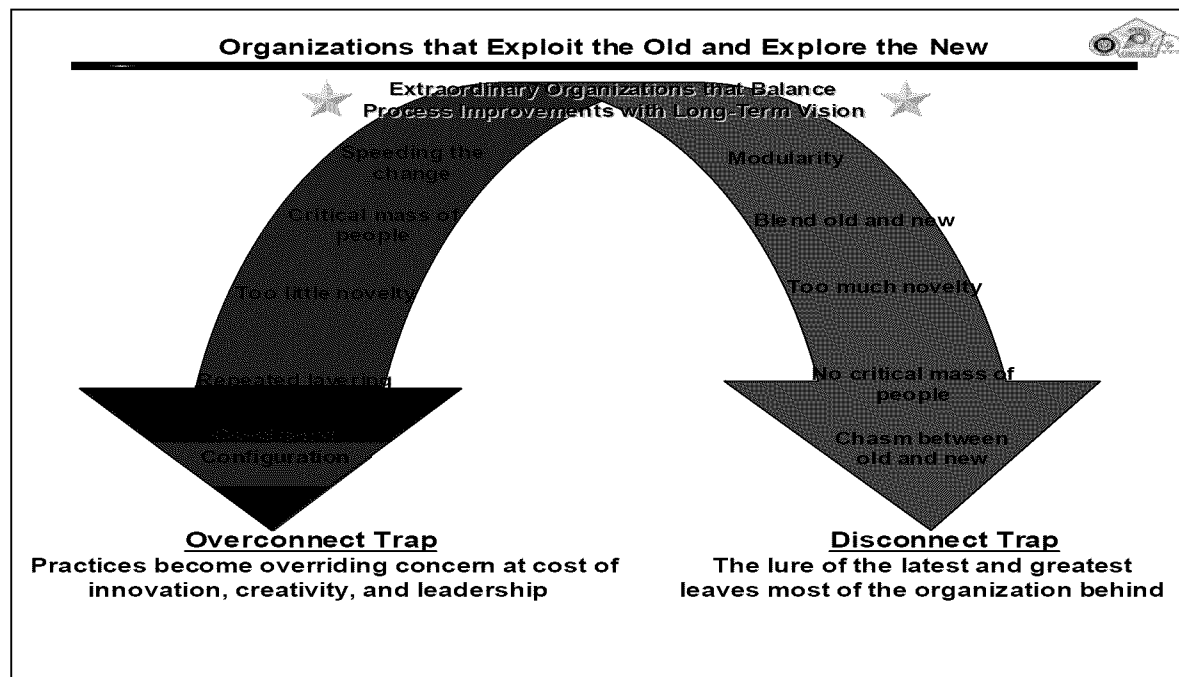 Organizations that Exploit the Old and Explore the New
Extraordinary Organizations that Balance
Process Improvements with Long-Term Vision
Speeding the
change
Critical mass of
people
Too little novelty
Repeated layering
Configuration
Modularity
Blend old and new
Too much novelty
No critical mass of
people
Chasm between
old and new
Overconnect Trap
Practices become overriding concern at cost of
innovation, creativity, and leadership
Disconnect Trap
The lure of the latest and greatest
leaves most of the organization behind